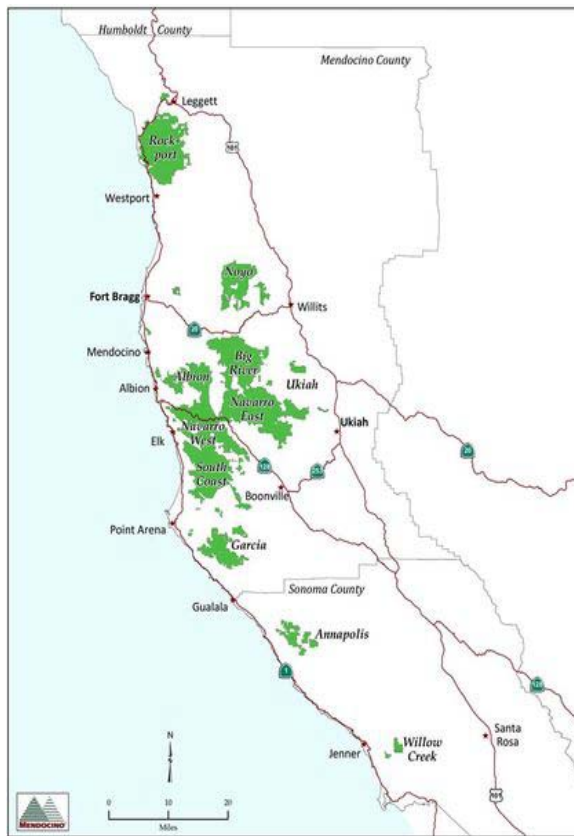 Humboldt County
Mendocino County
Leggett
Rock-
port
101
Westport
Noyo
Fort Bragg
Willits
20
Mendocino
Big
River
Albion
Ukiah
Albion
Navarro
East
Ukiah
Elk
Navarro
West
20
South
Coast
128
253
Boonville
Point Arena
Garcia
Sonoma County
Gualala
Annapolis
1
128
Santa
Rosa
Willow
Creek
Jenner
N
101
0 10 20
Miles
MENDOCINO